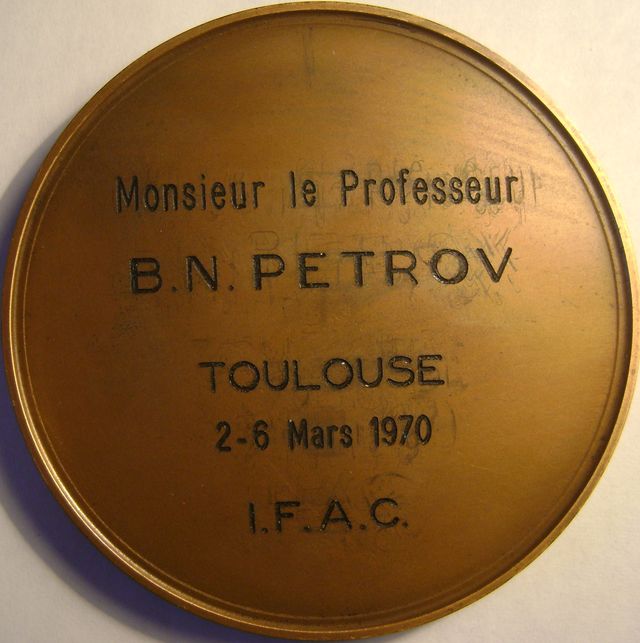 Monsieur le Professeur
B.N. PETROV
TOULOUSE
2-6 Mars 1970
I.F.A.C.